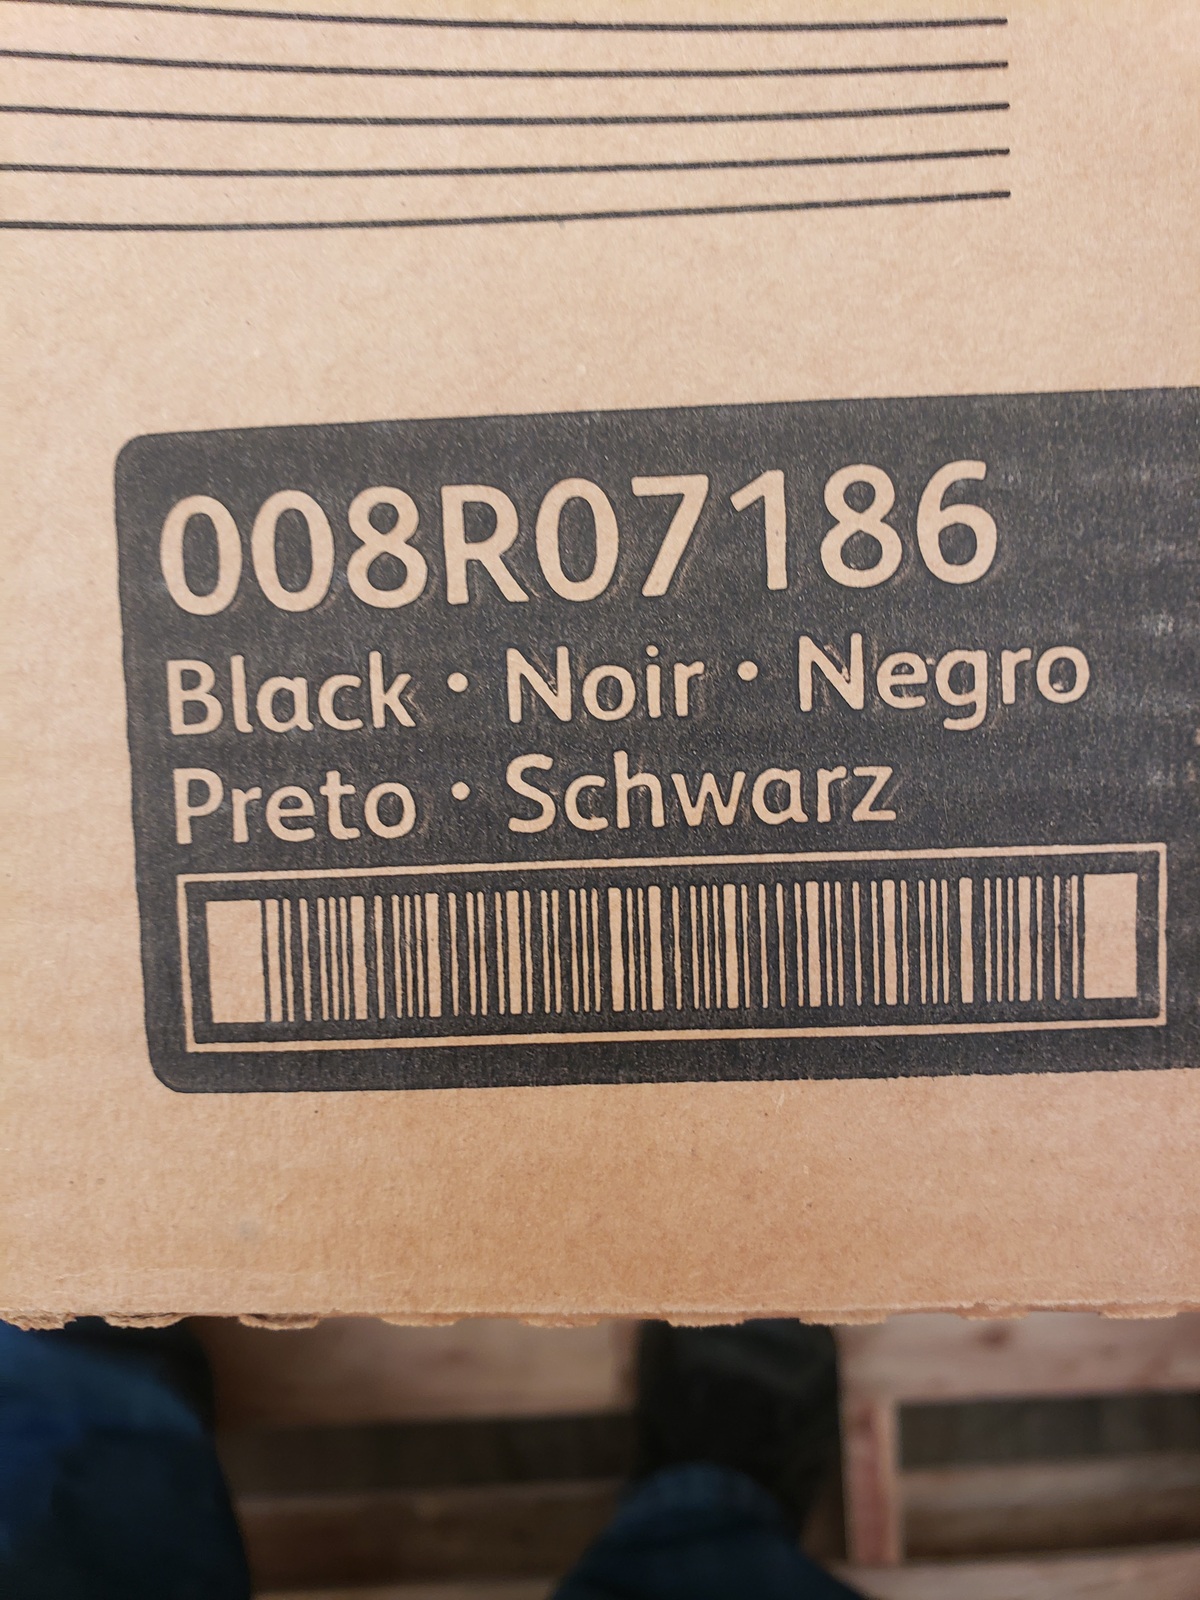 008R07186
Black · Noir · Negro
Preto · Schwarz